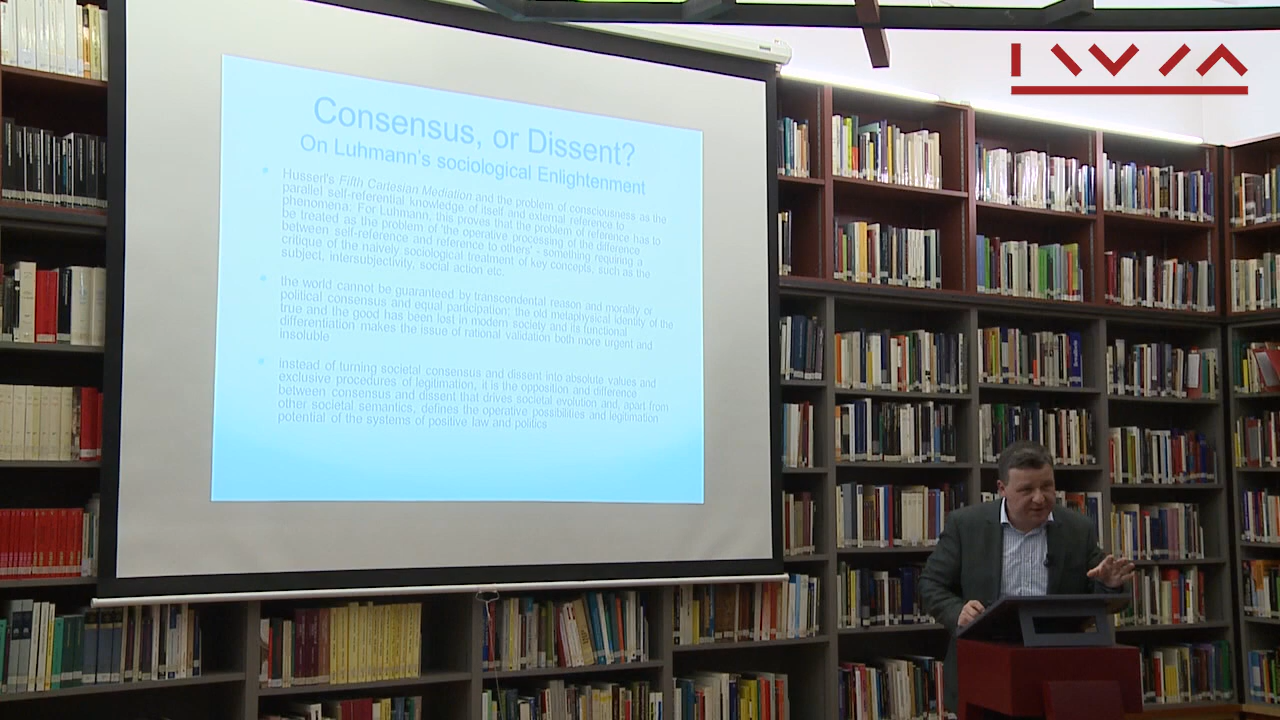 IWM
Consensus, or Dissent?
On Luhmann's sociological Enlightenment
Husserl's Fifth Cartesian Mediation and the problem of consciousness as the
parallel self-referential knowledge of itself and external reference to
phenomena: For Luhmann, this proves that the problem of reference has to
be treated as the problem of 'the operative processing of the difference
between self-reference and reference to others' - something requiring a
critique of the naively sociological treatment of key concepts, such as the
subject, intersubjectivity, social action etc.
the world cannot be guaranteed by transcendental reason and morality or
political consensus and equal participation; the old metaphysical identity of the
true and the good has been lost in modern society and its functional
differentiation makes the issue of rational validation both more urgent and
insoluble
instead of turning societal consensus and dissent into absolute values and
exclusive procedures of legitimation, it is the opposition and difference
between consensus and dissent that drives societal evolution and, apart from
other societal semantics, defines the operative possibilities and legitimation
potential of the systems of positive law and politics